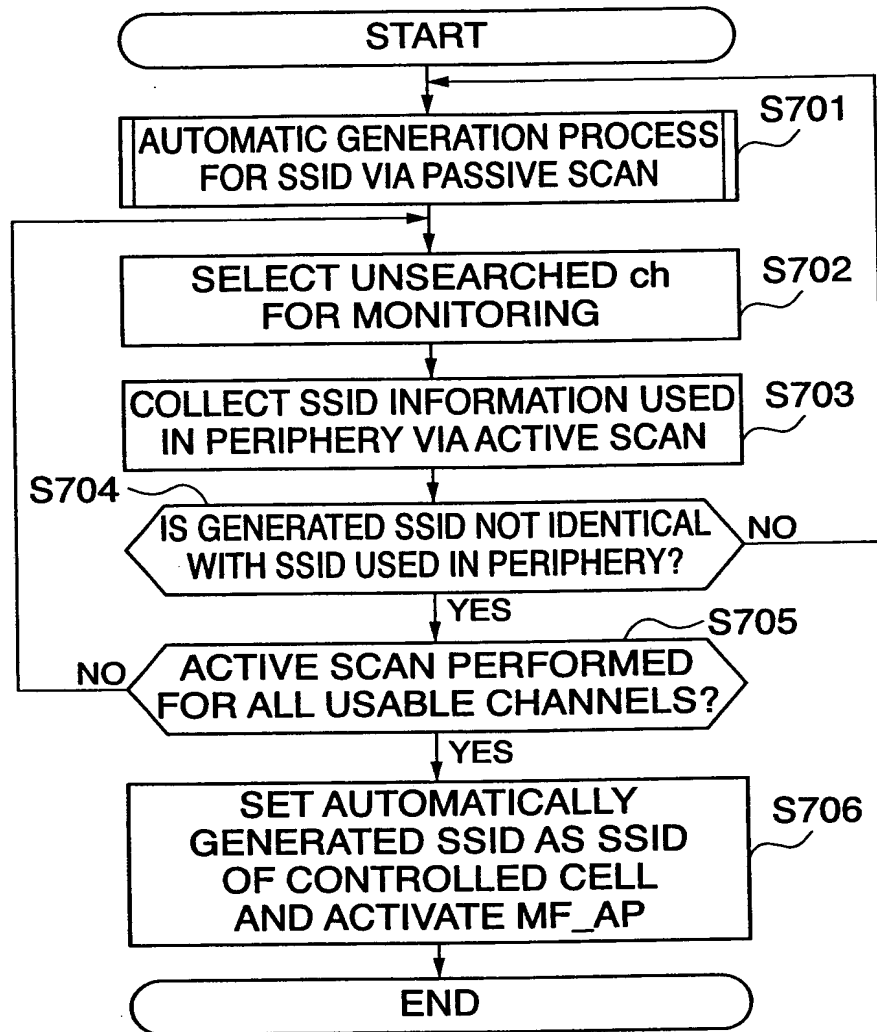 START
S701
AUTOMATIC GENERATION PROCESS
FOR SSID VIA PASSIVE SCAN
S702
SELECT UNSEARCHED ch
FOR MONITORING
S703
COLLECT SSID INFORMATION USED
IN PERIPHERY VIA ACTIVE SCAN
S704
IS GENERATED SSID NOT IDENTICAL
WITH SSID USED IN PERIPHERY?
NO
YES
S705
NO
ACTIVE SCAN PERFORMED
FOR ALL USABLE CHANNELS?
YES
S706
SET AUTOMATICALLY
GENERATED SSID AS SSID
OF CONTROLLED CELL
AND ACTIVATE MF_AP
END